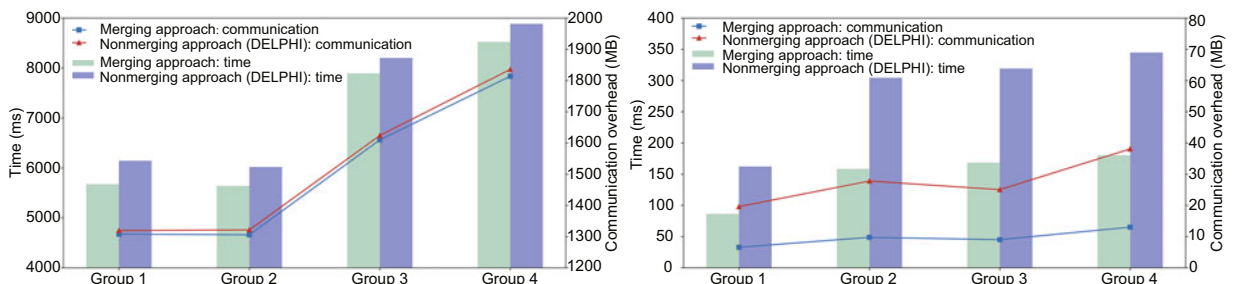 9000
8000
7000
6000
5000
4000
Time (ms)
Merging approach: communication
Nonmerging approach (DELPHI): communication
Merging approach: time
Nonmerging approach (DELPHI): time
2000
1900
1800
1700
1600
1500
1400
1300
1200
Communication overhead (MB)
Group 1 Group 2 Group 3 Group 4
400
350
300
250
200
150
100
50
0
Time (ms)
Merging approach: communication
Nonmerging approach (DELPHI): communication
Merging approach: time
Nonmerging approach (DELPHI): time
80
70
60
50
40
30
20
10
0
Communication overhead (MB)
Group 1 Group 2 Group 3 Group 4